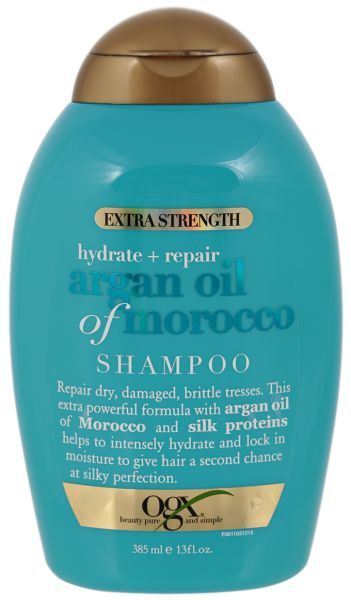 EXTRA STRENGTH
hydrate + repair
argan oil
of morocco
SHAMPOO
Repair dry, damaged, brittle tresses. This
extra powerful formula with argan oil
of Morocco and silk proteins
helps to intensely hydrate and lock in
moisture to give hair a second chance
at silky perfection.
ogx
beauty pure and simple
F0011031215
385 ml e 13fl.oz.